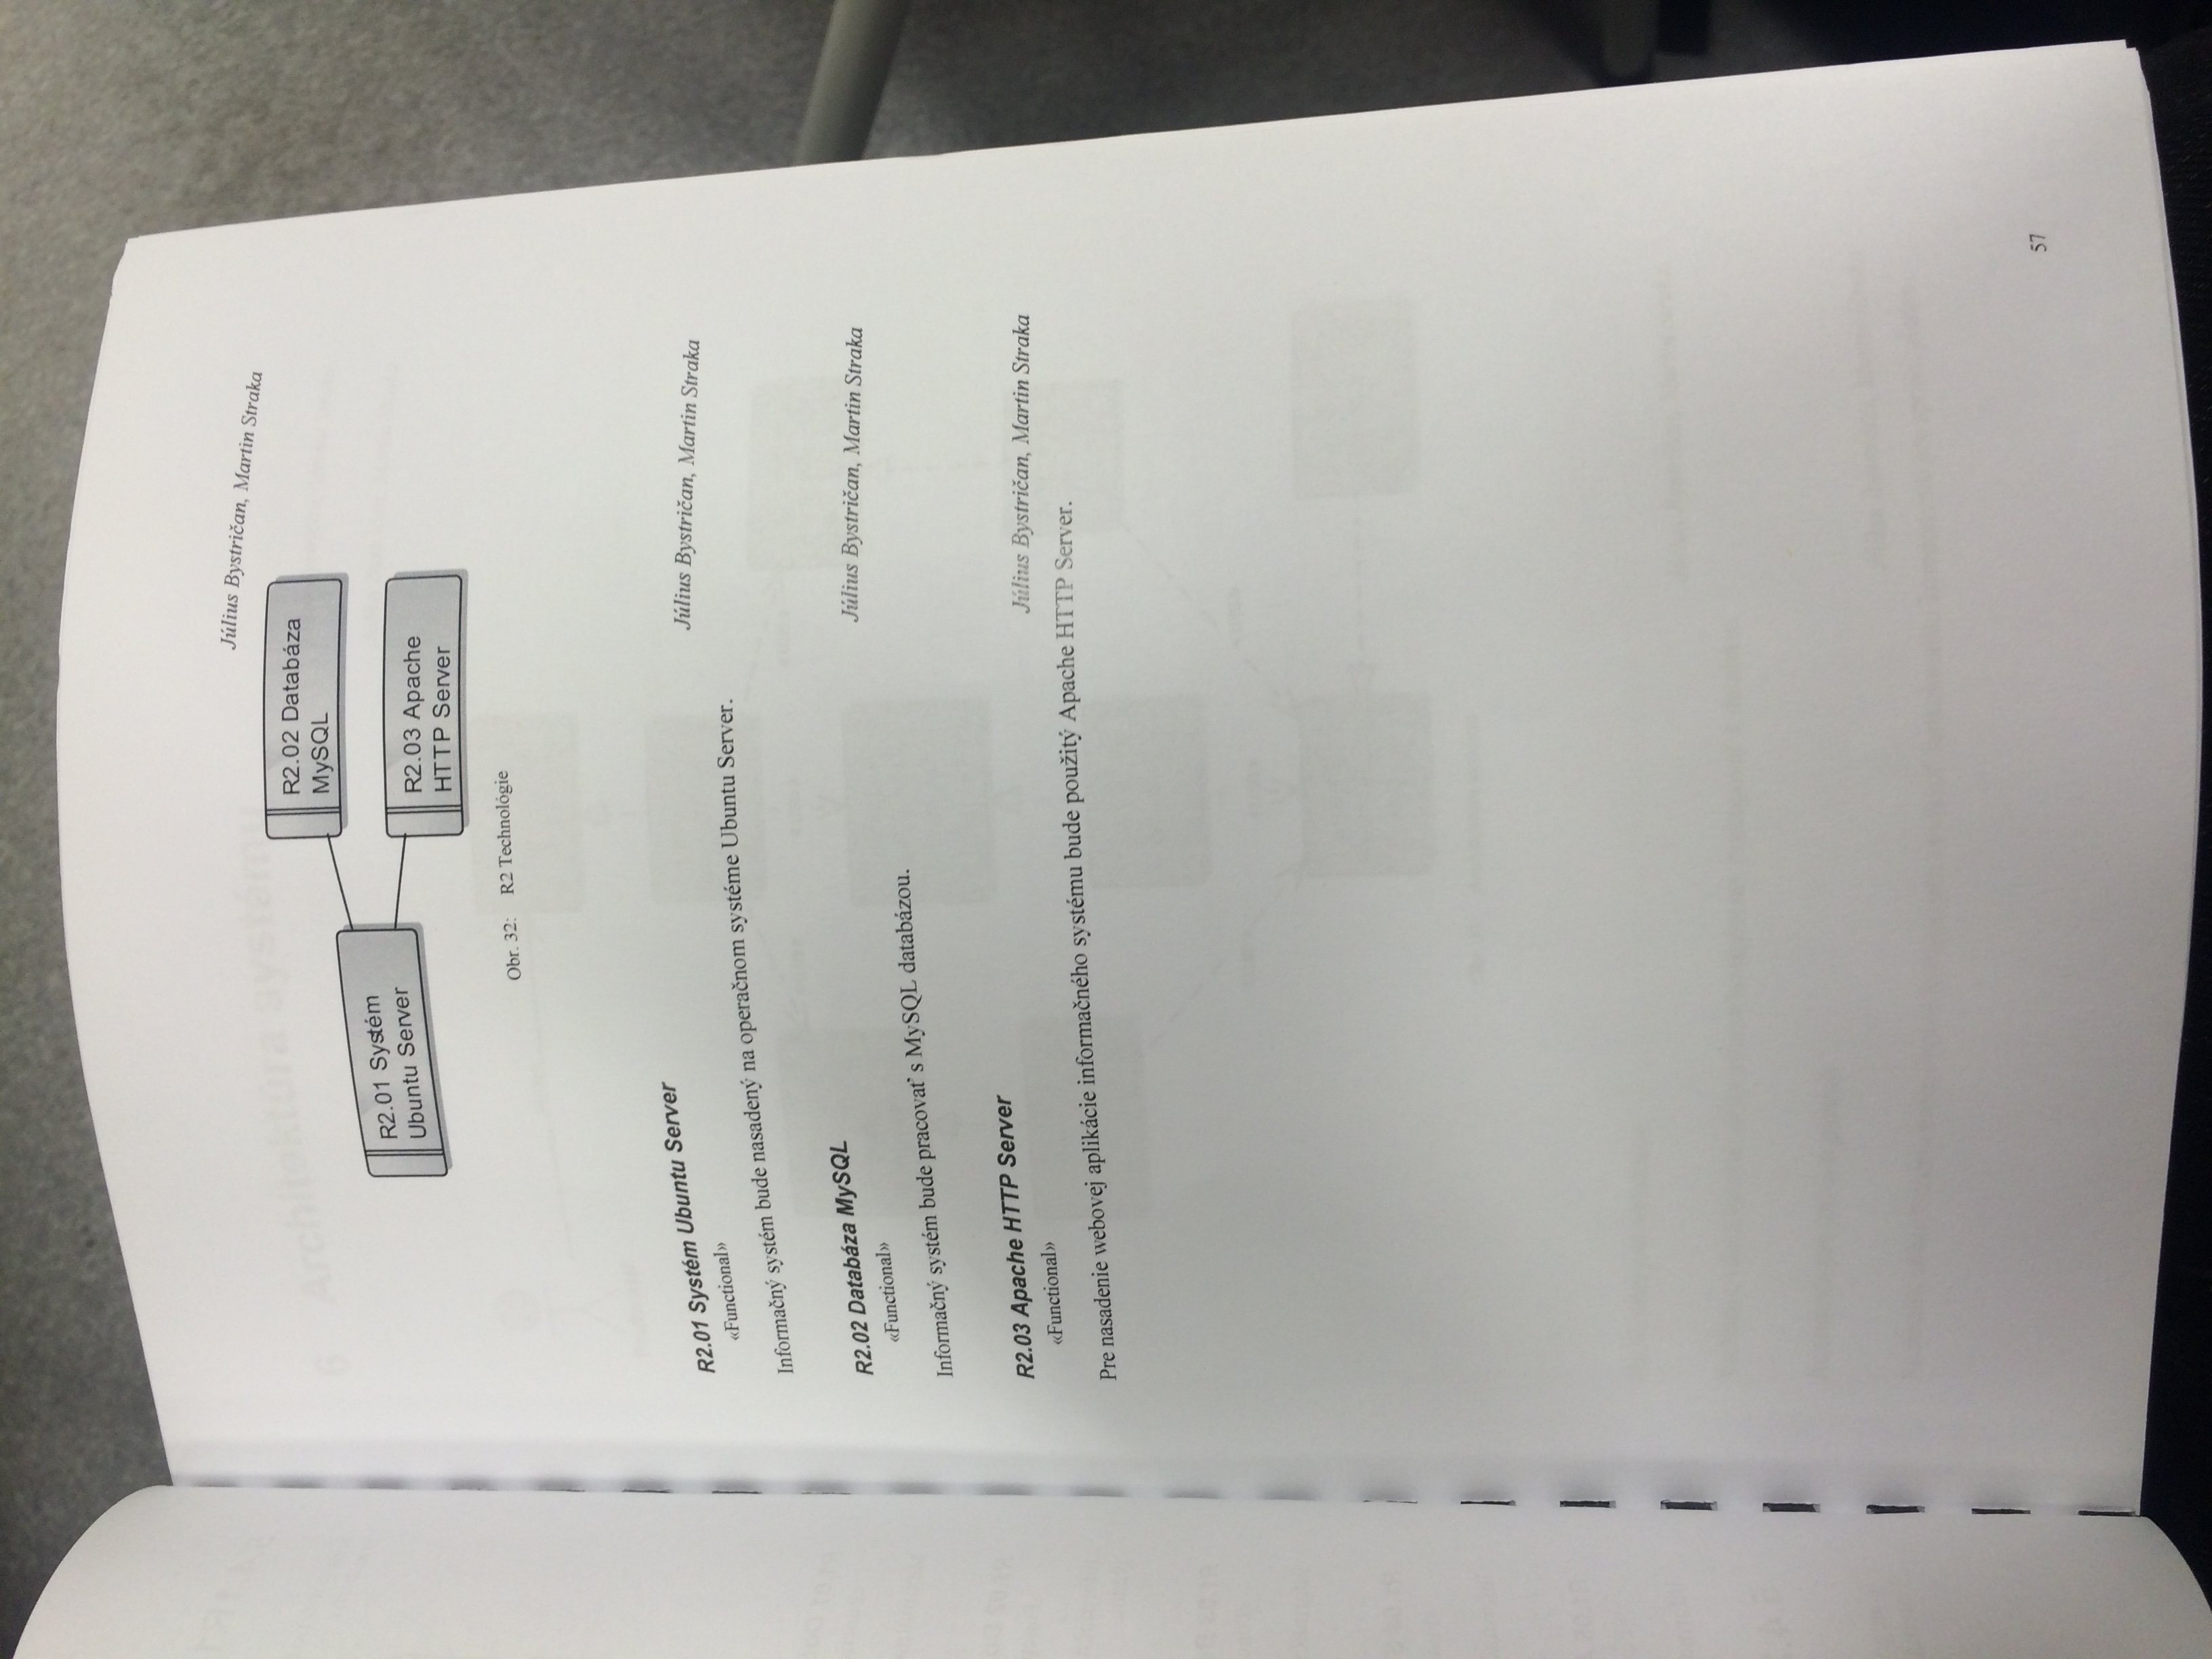 Július Bystričan, Martin Straka
R2.02 Databáza
MySQL
R2.01 Systém
Ubuntu Server
R2.03 Apache
HTTP Server
Obr. 32: R2 Technológie
R2.01 Systém Ubuntu Server
Július Bystričan, Martin Straka
«Functional»
Informačný systém bude nasadený na operačnom systéme Ubuntu Server.
R2.02 Databáza MySQL
Július Bystričan, Martin Straka
«Functional»
Informačný systém bude pracovať s MySQL databázou.
R2.03 Apache HTTP Server
Július Bystričan, Martin Straka
«Functional»
Pre nasadenie webovej aplikácie informačného systému bude použitý Apache HTTP Server.
6 Architektúra systému
57